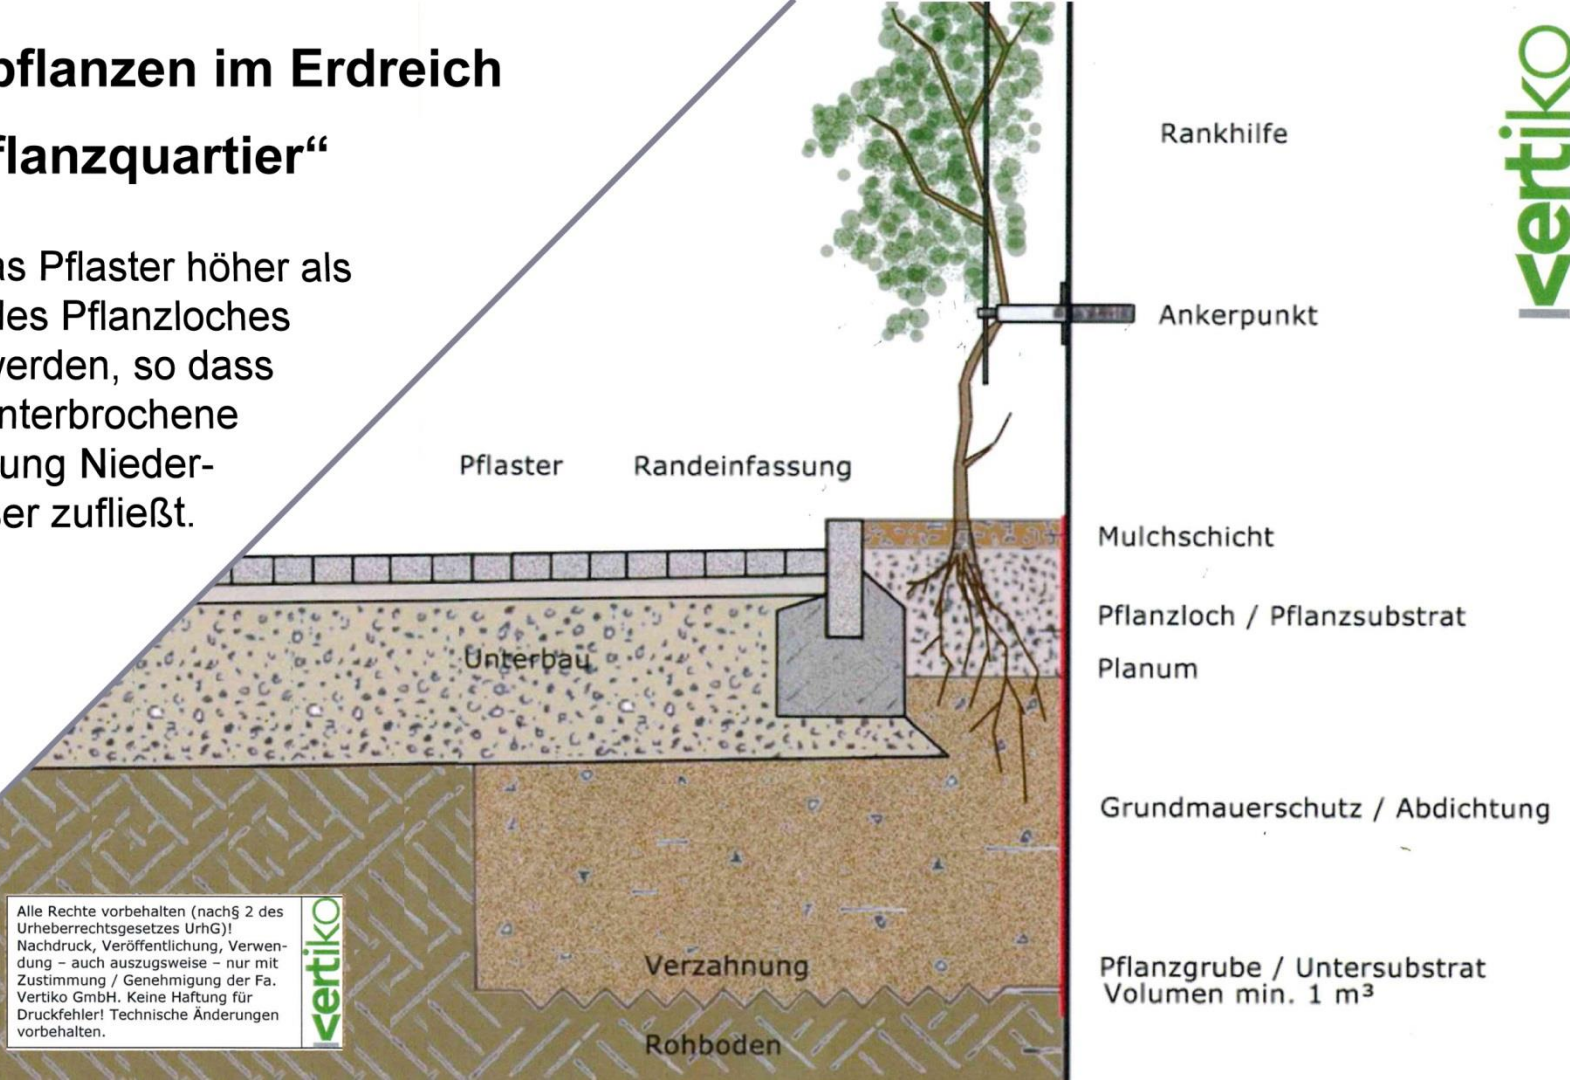 pflanzen im Erdreich
flanzquartier“
as Pflaster höher als
des Pflanzloches
werden, so dass
nterbrochene
ung Nieder-
ser zufließt.
vertiko
Rankhilfe
Ankerpunkt
Pflaster
Randeinfassung
Mulchschicht
Pflanzloch / Pflanzsubstrat
Unterbau
Planum
Grundmauerschutz / Abdichtung
Verzahnung
Pflanzgrube / Untersubstrat
Volumen min. 1 m³
Rohboden
Alle Rechte vorbehalten (nach§ 2 des
Urheberrechtsgesetzes UrhG)!
Nachdruck, Veröffentlichung, Verwen-
dung – auch auszugsweise – nur mit
Zustimmung / Genehmigung der Fa.
Vertiko GmbH. Keine Haftung für
Druckfehler! Technische Änderungen
vorbehalten.
vertiko